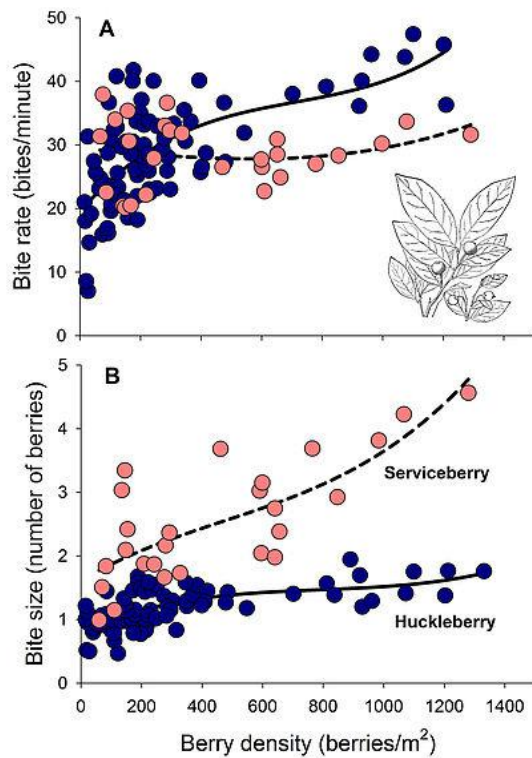 A
50
40
30
20
10
0
Bite rate (bites/minute)
B
5
4
3
2
1
0
Bite size (number of berries)
Serviceberry
Huckleberry
0 200 400 600 800 1000 1200 1400
Berry density (berries/m²)